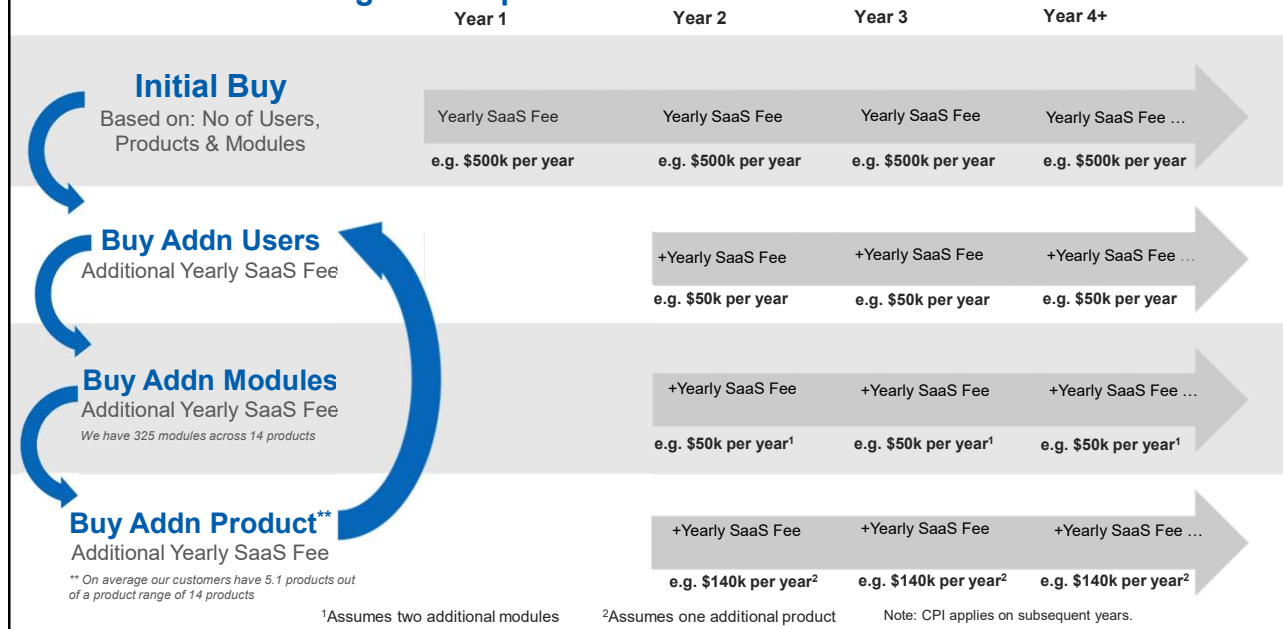 Year 1
Year 2
Year 3
Year 4+
Initial Buy
Based on: No of Users,
Products & Modules
Yearly SaaS Fee
Yearly SaaS Fee
Yearly SaaS Fee
Yearly SaaS Fee ...
e.g. $500k per year
e.g. $500k per year
e.g. $500k per year
e.g. $500k per year
Buy Addn Users
Additional Yearly SaaS Fee
+Yearly SaaS Fee
+Yearly SaaS Fee
+Yearly SaaS Fee ...
e.g. $50k per year
e.g. $50k per year
e.g. $50k per year
Buy Addn Modules
Additional Yearly SaaS Fee
We have 325 modules across 14 products
+Yearly SaaS Fee
+Yearly SaaS Fee
+Yearly SaaS Fee ...
e.g. $50k per year¹
e.g. $50k per year¹
e.g. $50k per year¹
Buy Addn Product**
Additional Yearly SaaS Fee
** On average our customers have 5.1 products out
of a product range of 14 products
+Yearly SaaS Fee
+Yearly SaaS Fee
+Yearly SaaS Fee ...
e.g. $140k per year²
e.g. $140k per year²
e.g. $140k per year²
¹Assumes two additional modules
²Assumes one additional product
Note: CPI applies on subsequent years.